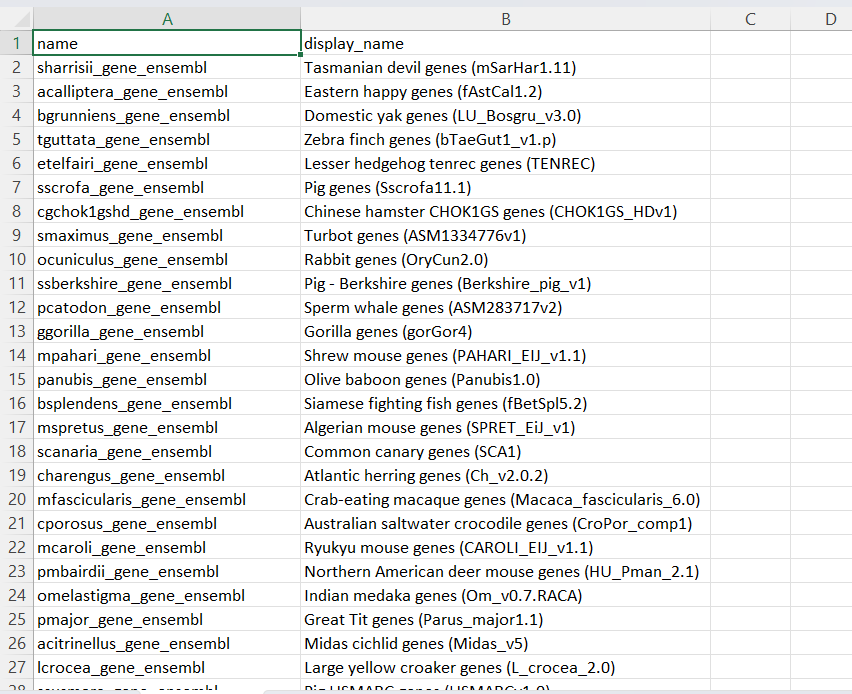 A B C D
1 name display_name
2 sharrisii_gene_ensembl Tasmanian devil genes (mSarHar1.11)
3 acalliptera_gene_ensembl Eastern happy genes (fAstCal1.2)
4 bgrunniens_gene_ensembl Domestic yak genes (LU_Bosgru_v3.0)
5 tguttata_gene_ensembl Zebra finch genes (bTaeGut1_v1.p)
6 etelfairi_gene_ensembl Lesser hedgehog tenrec genes (TENREC)
7 sscrofa_gene_ensembl Pig genes (Sscrofa11.1)
8 cgchok1gshd_gene_ensembl Chinese hamster CHOK1GS genes (CHOK1GS_HDv1)
9 smaximus_gene_ensembl Turbot genes (ASM1334776v1)
10 ocuniculus_gene_ensembl Rabbit genes (OryCun2.0)
11 ssberkshire_gene_ensembl Pig - Berkshire genes (Berkshire_pig_v1)
12 pcatodon_gene_ensembl Sperm whale genes (ASM283717v2)
13 ggorilla_gene_ensembl Gorilla genes (gorGor4)
14 mpahari_gene_ensembl Shrew mouse genes (PAHARI_EIJ_v1.1)
15 panubis_gene_ensembl Olive baboon genes (Panubis1.0)
16 bsplendens_gene_ensembl Siamese fighting fish genes (fBetSpl5.2)
17 mspretus_gene_ensembl Algerian mouse genes (SPRET_EiJ_v1)
18 scanaria_gene_ensembl Common canary genes (SCA1)
19 charengus_gene_ensembl Atlantic herring genes (Ch_v2.0.2)
20 mfascicularis_gene_ensembl Crab-eating macaque genes (Macaca_fascicularis_6.0)
21 cporosus_gene_ensembl Australian saltwater crocodile genes (CroPor_comp1)
22 mcaroli_gene_ensembl Ryukyu mouse genes (CAROLI_EIJ_v1.1)
23 pmbairdii_gene_ensembl Northern American deer mouse genes (HU_Pman_2.1)
24 omelastigma_gene_ensembl Indian medaka genes (Om_v0.7.RACA)
25 pmajor_gene_ensembl Great Tit genes (Parus_major1.1)
26 acitrinellus_gene_ensembl Midas cichlid genes (Midas_v5)
27 lcrocea_gene_ensembl Large yellow croaker genes (L_crocea_2.0)
28 Pig USMARC genes (USMARCv1.0)